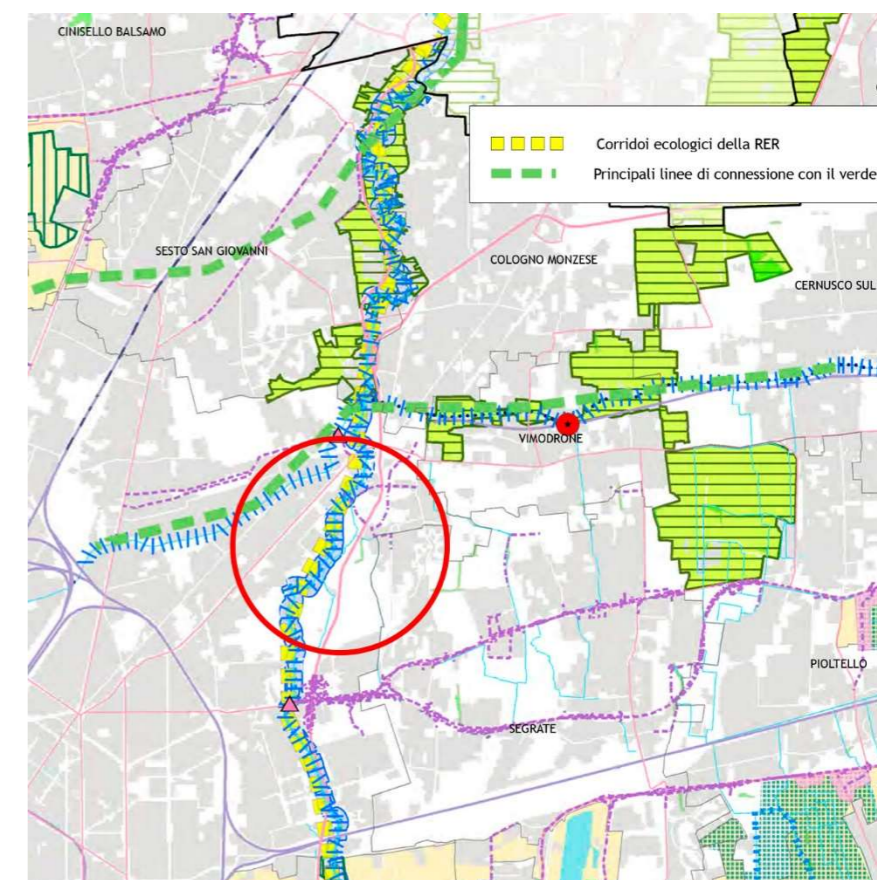 CINISELLO BALSAMO
Corridoi ecologici della RER
Principali linee di connessione con il verde
SESTO SAN GIOVANNI
COLOGNO MONZESE
CERNUSCO SUL
VIMODRONE
PIOLTELLO
SEGRATE